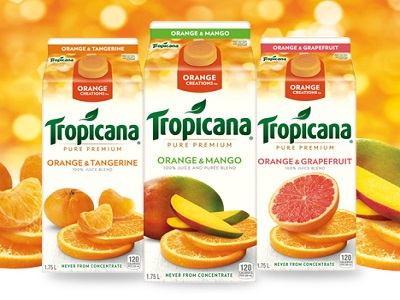 ORANGE & TANGERINE
Tropicana
ORANGE
CREATIONS
Tropicana
PURE PREMIUM
ORANGE & TANGERINE
100% JUICE BLEND
NEVER FROM CONCENTRATE
1.75 L
120
ORANGE & MANGO
ORANGE
CREATIONS
Tropicana
PURE PREMIUM
ORANGE & MANGO
100% JUICE AND PURÉE BLEND
NEVER FROM CONCENTRATE
1.75 L
120
ORANGE & GRAPEFRUIT
Tropicana
ORANGE
CREATIONS
Tropicana
PURE PREMIUM
ORANGE & GRAPEFRUIT
100% JUICE BLEND
NEVER FROM CONCENTRATE
1.75 L
120